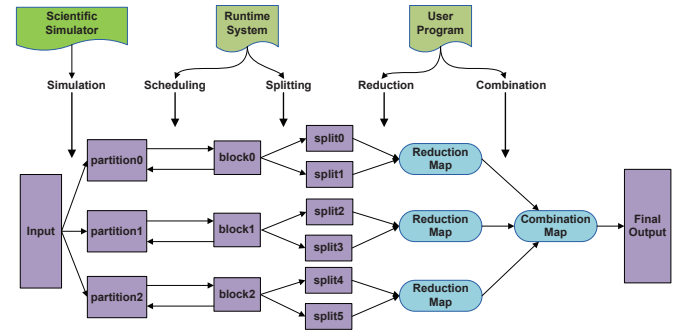 Scientific
Simulator
Runtime
System
User
Program
Simulation
Scheduling
Splitting
Reduction
Combination
Input
partition0
block0
split0
split1
Reduction
Map
partition1
block1
split2
split3
Reduction
Map
Combination
Map
Final
Output
partition2
block2
split4
split5
Reduction
Map